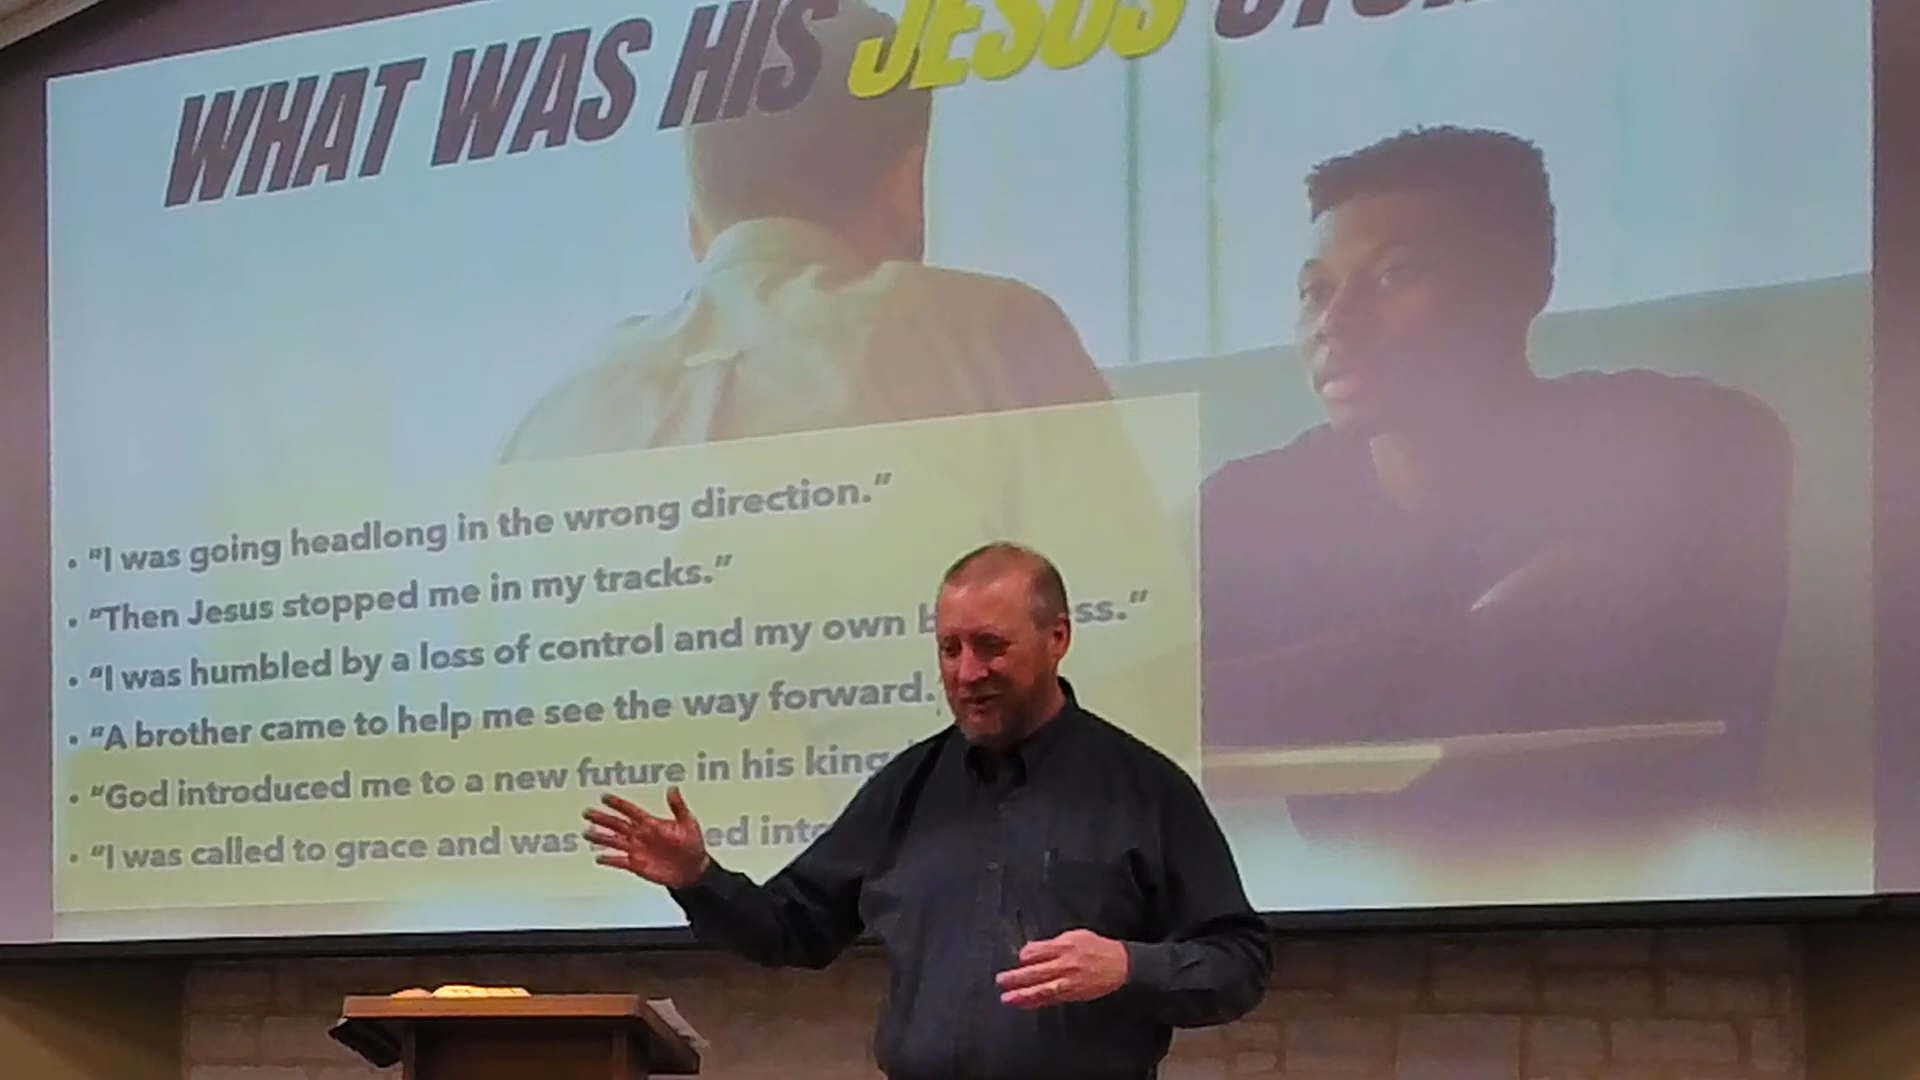 WHAT WAS HIS JESUS
• "I was going headlong in the wrong direction."
• "Then Jesus stopped me in my tracks."
• "I was humbled by a loss of control and my own
• "A brother came to help me see the way forward.
• "God introduced me to a new future in his
• "I was called to grace and was